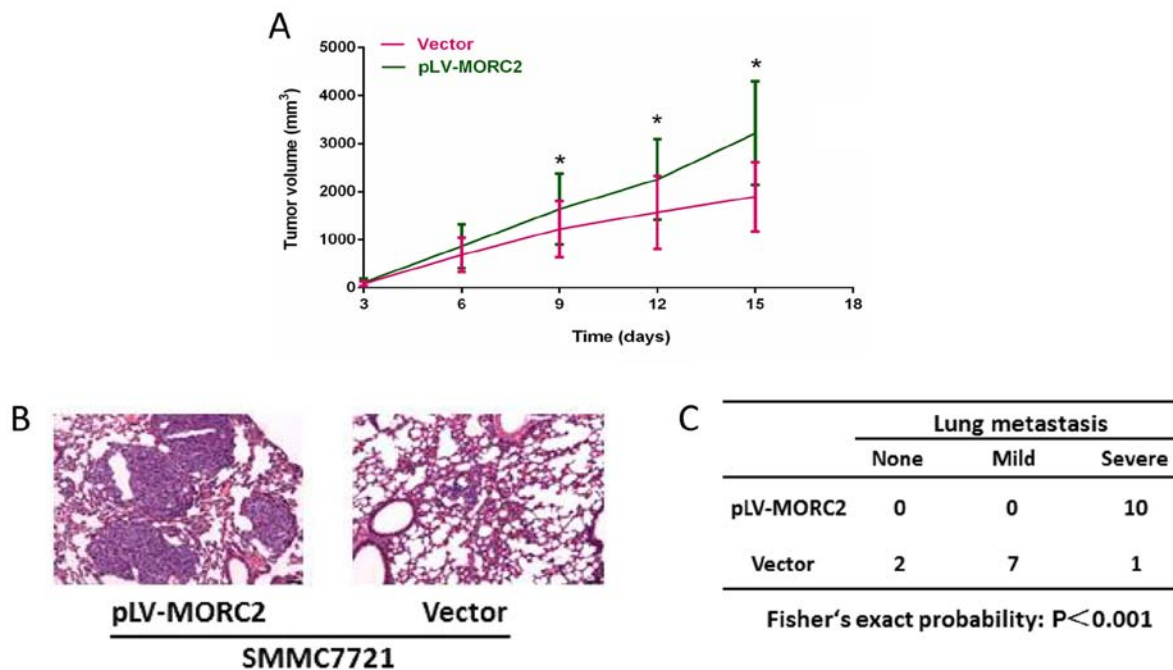 A
Vector
pLV-MORC2
5000
4000
3000
2000
1000
0
Tumor volume (mm³)
*
*
*
3 6 9 12 15 18
Time (days)
B
pLV-MORC2 Vector
SMMC7721
C
Lung metastasis
None Mild Severe
pLV-MORC2 0 0 10
Vector 2 7 1
Fisher‘s exact probability: P＜0.001